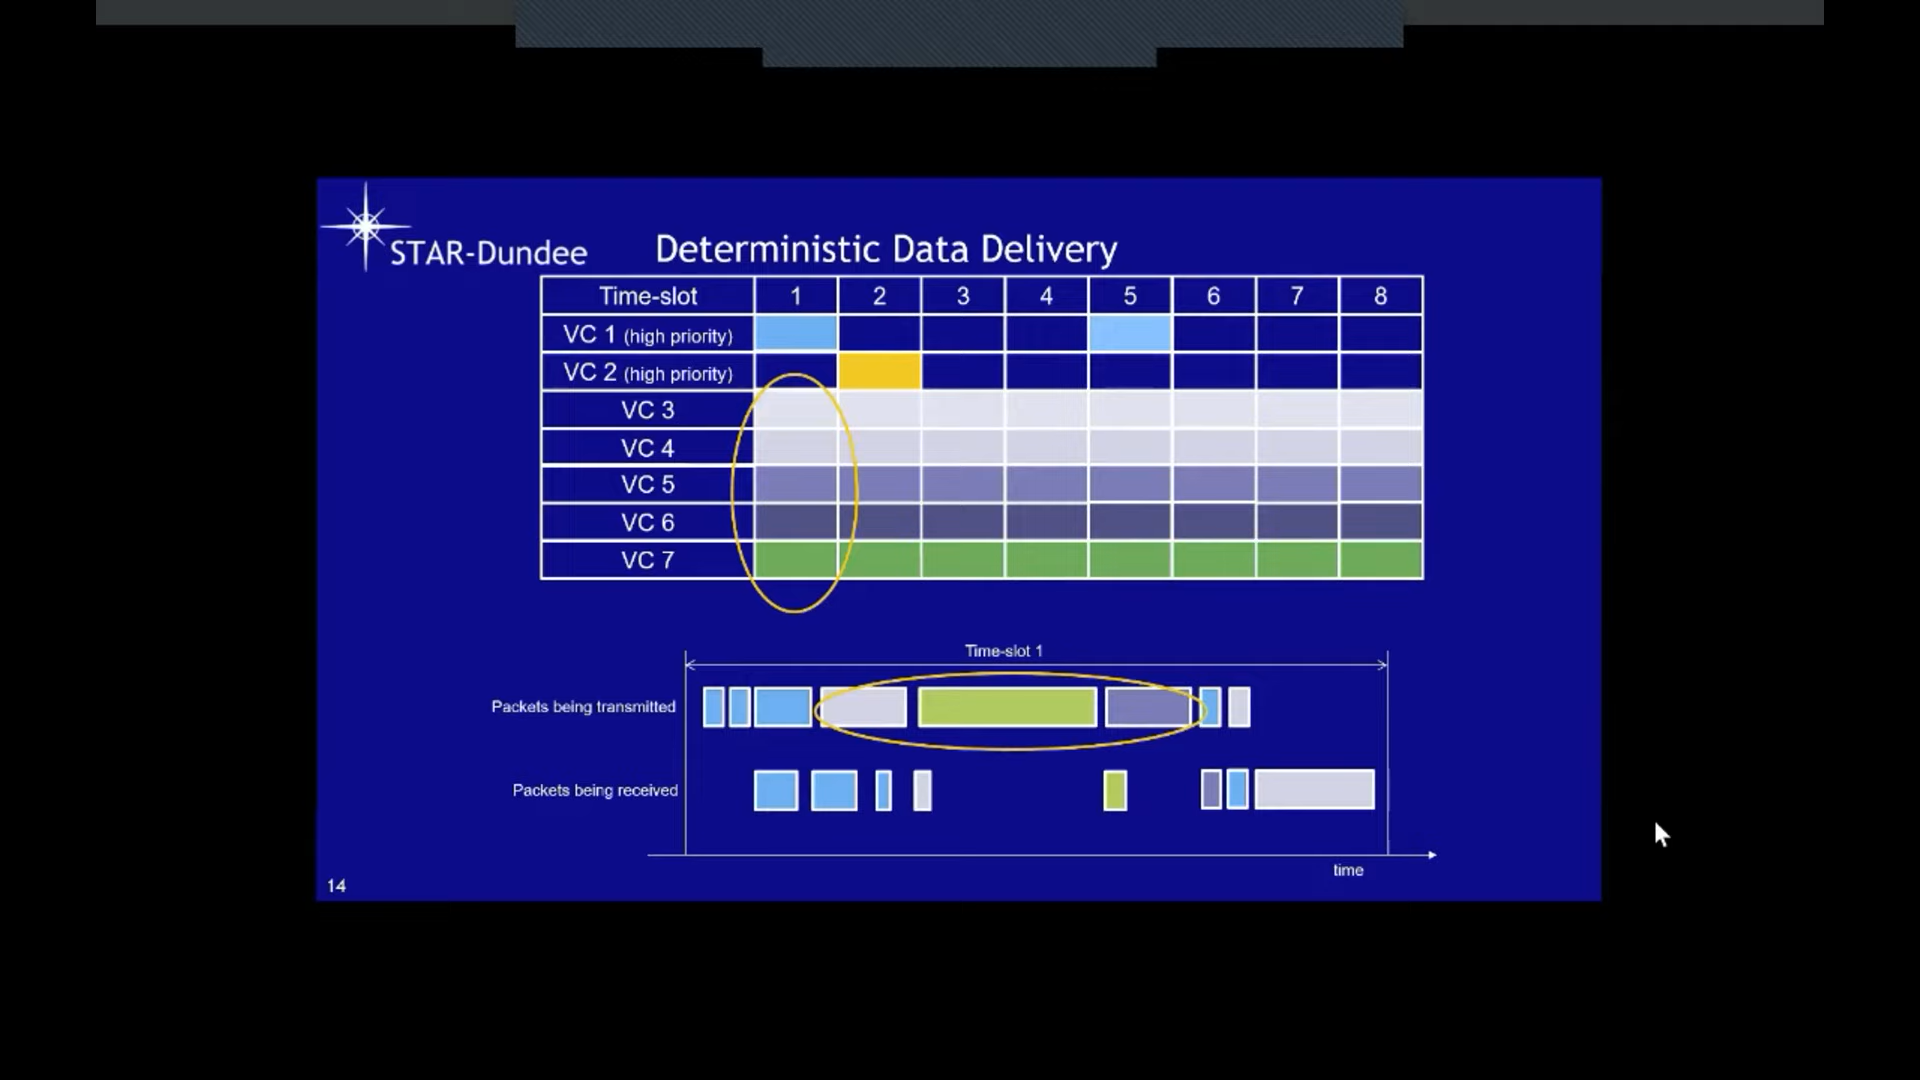 STAR-Dundee
Deterministic Data Delivery
Time-slot 1 2 3 4 5 6 7 8
VC 1 (high priority)
VC 2 (high priority)
VC 3
VC 4
VC 5
VC 6
VC 7
Time-slot 1
Packets being transmitted
Packets being received
time
14